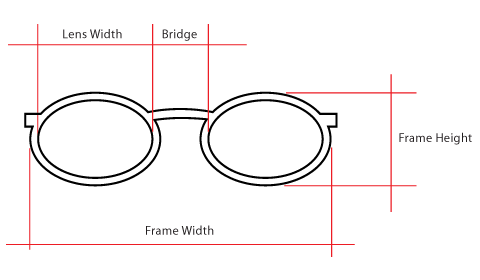 Lens Width
Bridge
Frame Height
Frame Width